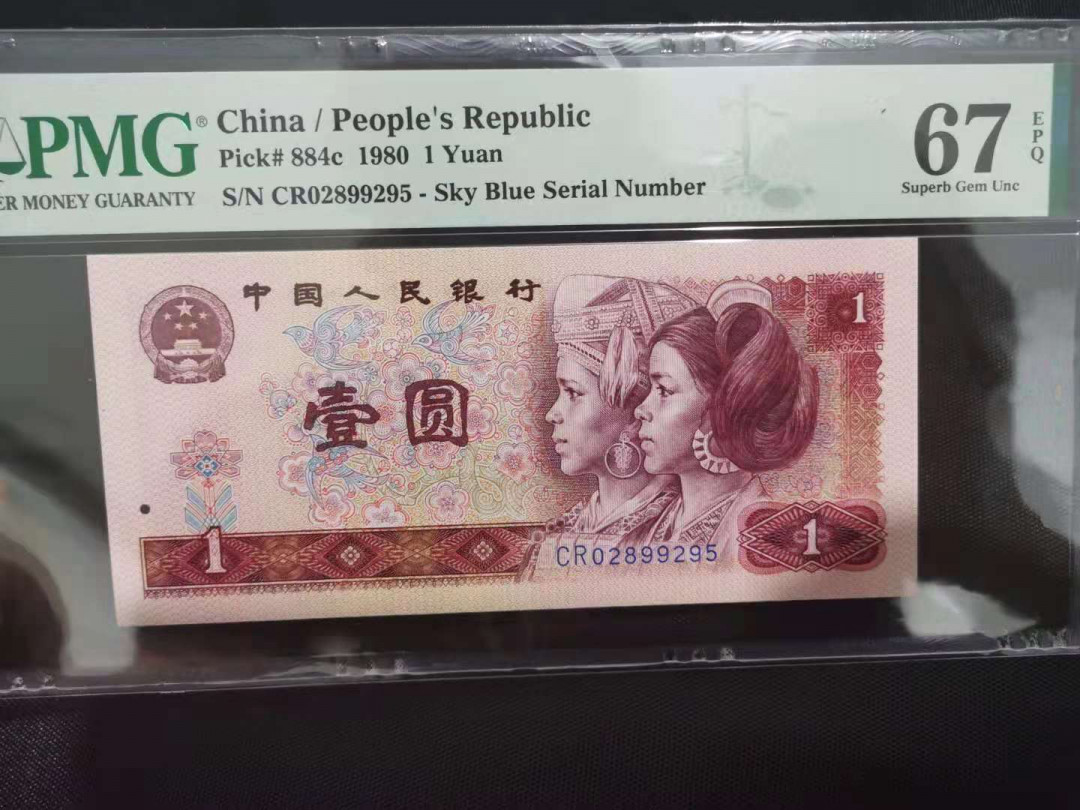 PMG® China / People's Republic
Pick# 884c 1980 1 Yuan
S/N CR02899295 - Sky Blue Serial Number
ER MONEY GUARANTY
67
EPQ
Superb Gem Unc
中国人民银行
1
壹圆
1
CR02899295
1